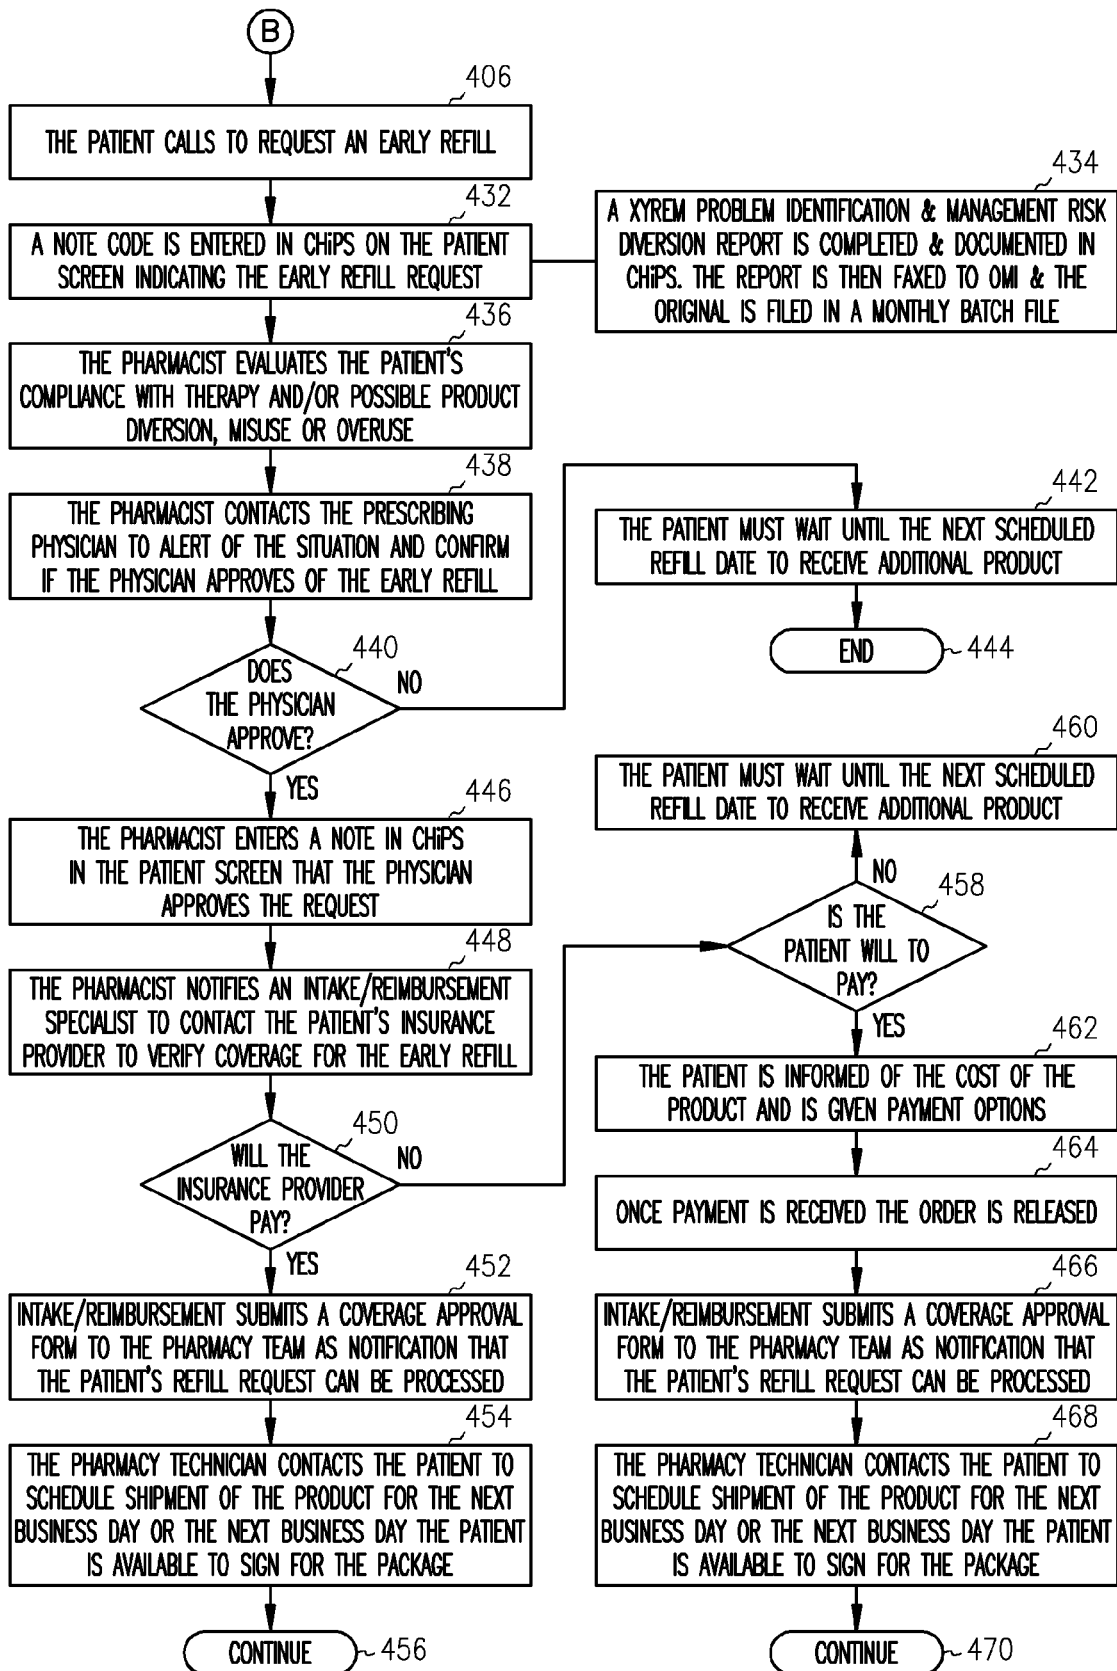 B
406
THE PATIENT CALLS TO REQUEST AN EARLY REFILL
432
A NOTE CODE IS ENTERED IN CHiPS ON THE PATIENT
SCREEN INDICATING THE EARLY REFILL REQUEST
434
A XYREM PROBLEM IDENTIFICATION & MANAGEMENT RISK
DIVERSION REPORT IS COMPLETED & DOCUMENTED IN
CHiPS. THE REPORT IS THEN FAXED TO OMI & THE
ORIGINAL IS FILED IN A MONTHLY BATCH FILE
436
THE PHARMACIST EVALUATES THE PATIENT'S
COMPLIANCE WITH THERAPY AND/OR POSSIBLE PRODUCT
DIVERSION, MISUSE OR OVERUSE
438
THE PHARMACIST CONTACTS THE PRESCRIBING
PHYSICIAN TO ALERT OF THE SITUATION AND CONFIRM
IF THE PHYSICIAN APPROVES OF THE EARLY REFILL
440
DOES
THE PHYSICIAN
APPROVE?
NO
442
THE PATIENT MUST WAIT UNTIL THE NEXT SCHEDULED
REFILL DATE TO RECEIVE ADDITIONAL PRODUCT
END
444
YES
446
THE PHARMACIST ENTERS A NOTE IN CHiPS
IN THE PATIENT SCREEN THAT THE PHYSICIAN
APPROVES THE REQUEST
448
THE PHARMACIST NOTIFIES AN INTAKE/REIMBURSEMENT
SPECIALIST TO CONTACT THE PATIENT'S INSURANCE
PROVIDER TO VERIFY COVERAGE FOR THE EARLY REFILL
450
WILL THE
INSURANCE PROVIDER
PAY?
NO
YES
452
INTAKE/REIMBURSEMENT SUBMITS A COVERAGE APPROVAL
FORM TO THE PHARMACY TEAM AS NOTIFICATION THAT
THE PATIENT'S REFILL REQUEST CAN BE PROCESSED
454
THE PHARMACY TECHNICIAN CONTACTS THE PATIENT TO
SCHEDULE SHIPMENT OF THE PRODUCT FOR THE NEXT
BUSINESS DAY OR THE NEXT BUSINESS DAY THE PATIENT
IS AVAILABLE TO SIGN FOR THE PACKAGE
CONTINUE
456
460
THE PATIENT MUST WAIT UNTIL THE NEXT SCHEDULED
REFILL DATE TO RECEIVE ADDITIONAL PRODUCT
NO
458
IS THE
PATIENT WILL TO
PAY?
YES
462
THE PATIENT IS INFORMED OF THE COST OF THE
PRODUCT AND IS GIVEN PAYMENT OPTIONS
464
ONCE PAYMENT IS RECEIVED THE ORDER IS RELEASED
466
INTAKE/REIMBURSEMENT SUBMITS A COVERAGE APPROVAL
FORM TO THE PHARMACY TEAM AS NOTIFICATION THAT
THE PATIENT'S REFILL REQUEST CAN BE PROCESSED
468
THE PHARMACY TECHNICIAN CONTACTS THE PATIENT TO
SCHEDULE SHIPMENT OF THE PRODUCT FOR THE NEXT
BUSINESS DAY OR THE NEXT BUSINESS DAY THE PATIENT
IS AVAILABLE TO SIGN FOR THE PACKAGE
CONTINUE
470